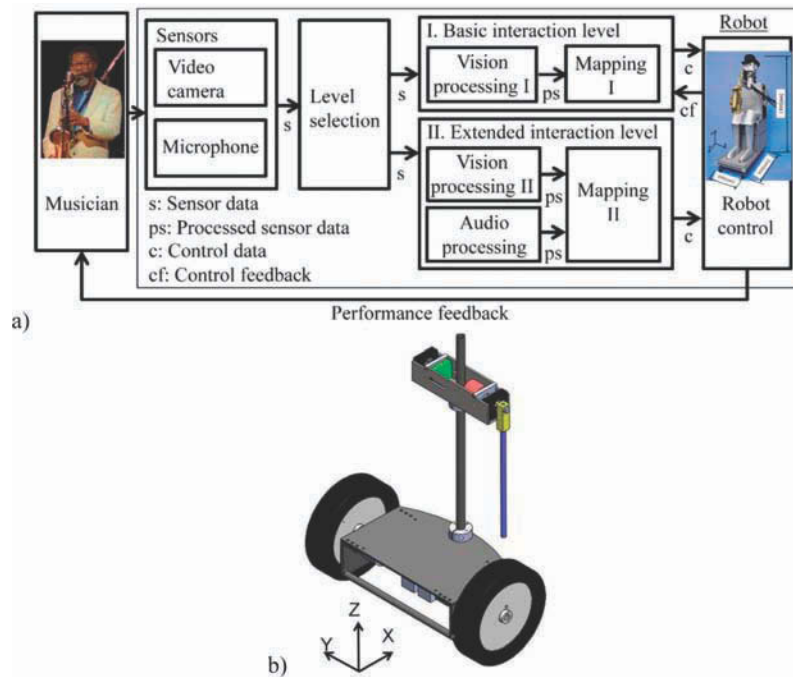 Musician
Sensors
Video
camera
Microphone
s: Sensor data
ps: Processed sensor data
c: Control data
cf: Control feedback
s
Level
selection
s
s
I. Basic interaction level
Vision
processing I
ps
Mapping
I
II. Extended interaction level
Vision
processing II
ps
Audio
processing
ps
Mapping
II
c
cf
c
Robot
Robot
control
Performance feedback
a)
Z
Y
X
b)